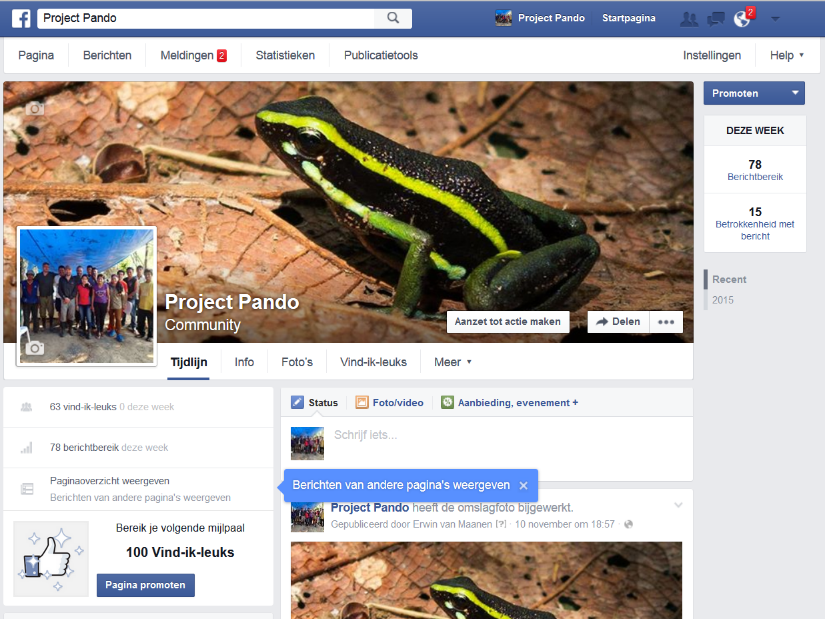 Project Pando
Project Pando
Startpagina
2
Pagina
Berichten
Meldingen 2
Statistieken
Publicatietools
Instellingen
Help
Project Pando
Community
Aanzet tot actie maken
Delen
Tijdlijn
Info
Foto's
Vind-ik-leuks
Meer
Promoten
DEZE WEEK
78
Berichtbereik
15
Betrokkenheid met
bericht
Recent
2015
63 vind-ik-leuks 0 deze week
78 berichtbereik deze week
Paginaoverzicht weergeven
Berichten van andere pagina's weergeven
Bereik je volgende mijlpaal
100 Vind-ik-leuks
Pagina promoten
Status
Foto/video
Aanbieding, evenement +
Schrijf iets...
Berichten van andere pagina's weergeven
Project Pando heeft de omslagfoto bijgewerkt.
Gepubliceerd door Erwin van Maanen [?] · 10 november om 18:57 ·